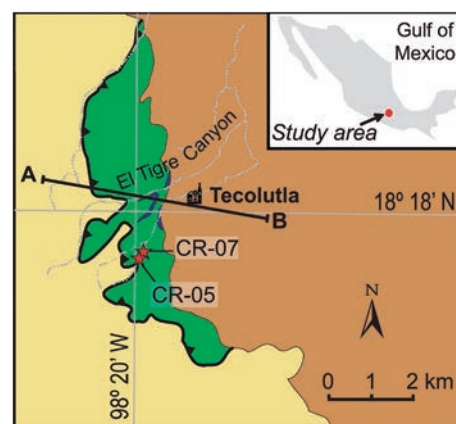 Gulf of
Mexico
Study area
El Tigre Canyon
A
Tecolutla
B
18º 18’ N
CR-07
CR-05
N
98º 20’ W
0 1 2 km